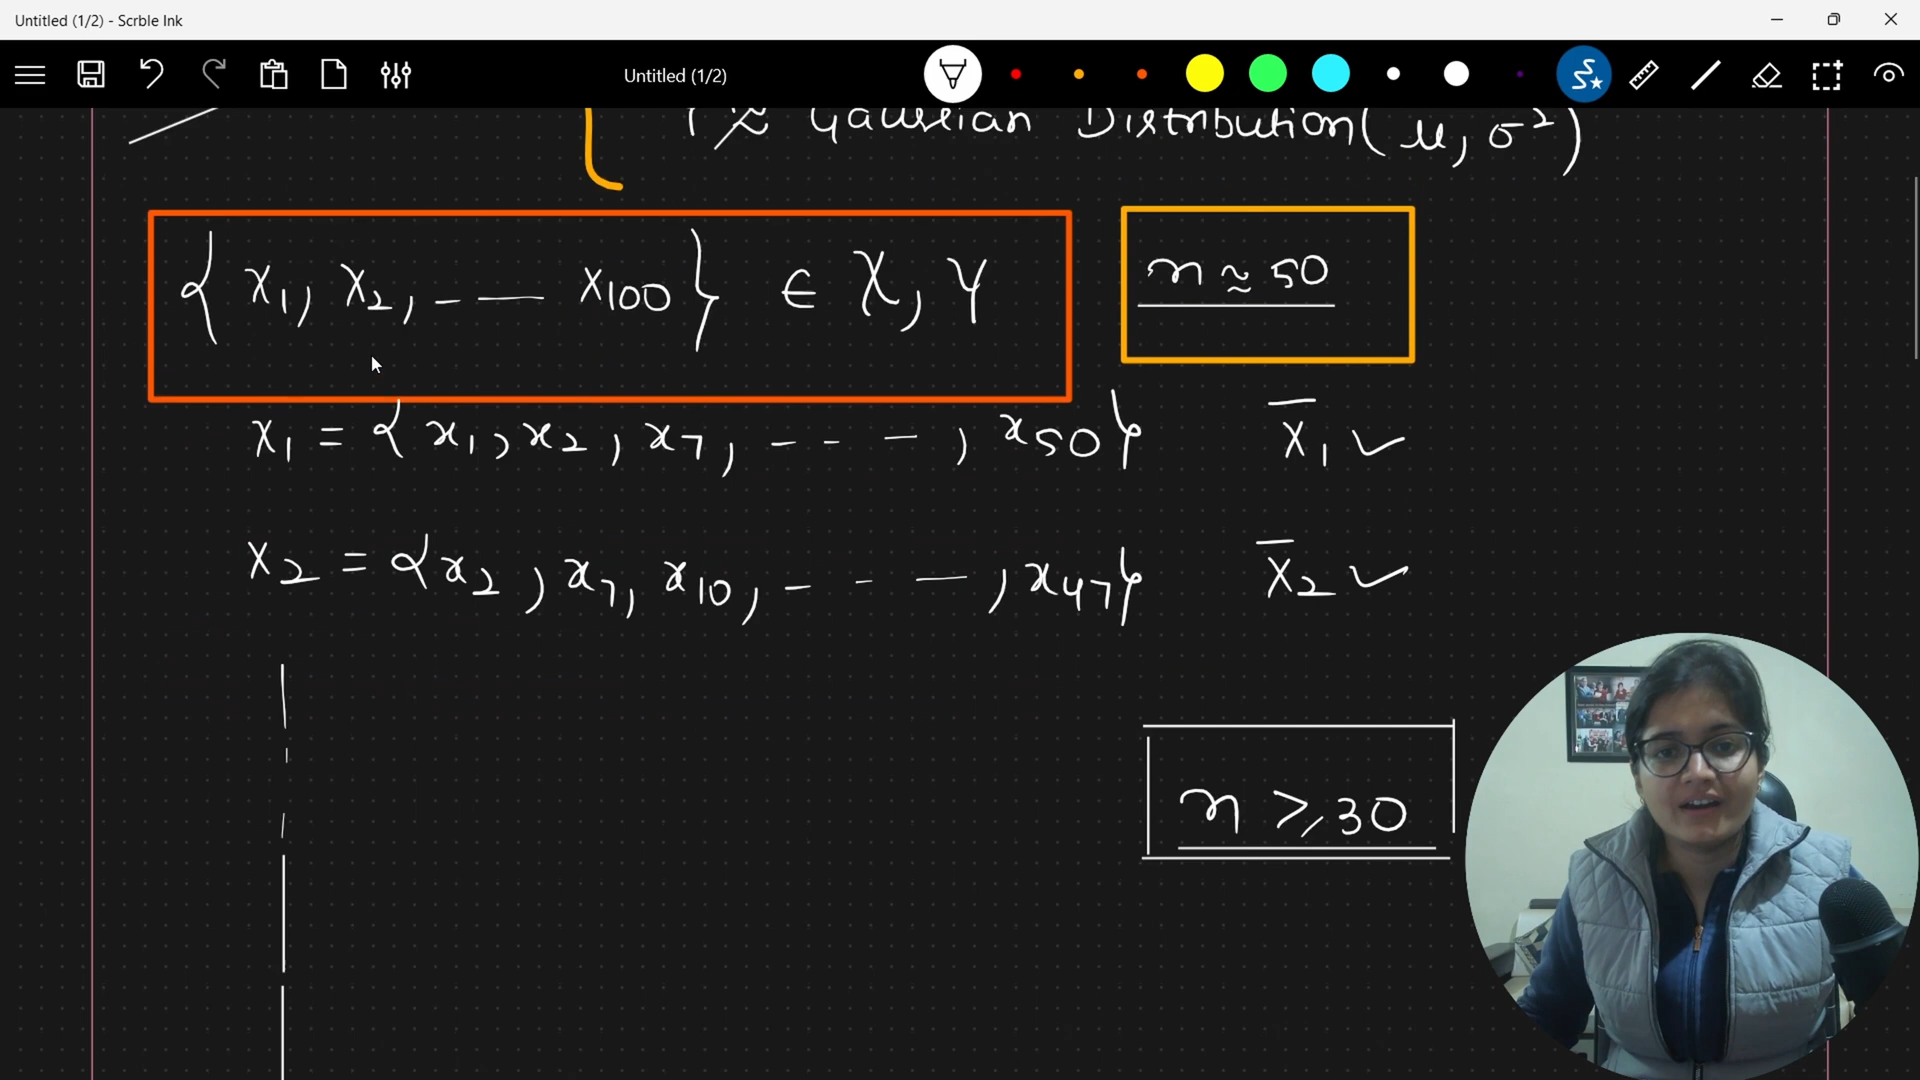 Untitled (1/2) - Scrble Ink
Untitled (1/2)
Y ≉ Gaussian Distribution( μ, σ² )
{ X₁, X₂, - — X₁₀₀ } ∈ X, Y
n ≈ 50
X₁ = { x₁, x₂, x₇, - - —, x₅₀ } X̄₁ ✓
X₂ = { x₂, x₇, x₁₀, - - —, x₄₇ } X̄₂ ✓
n ≥ 30